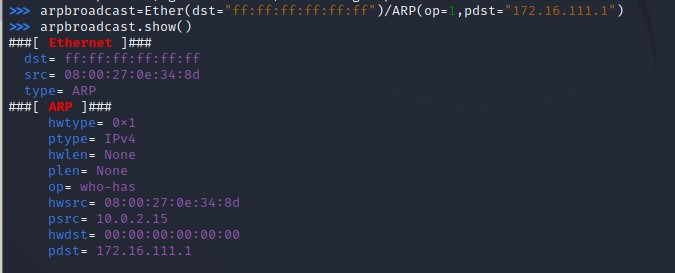 >>> arpbroadcast=Ether(dst="ff:ff:ff:ff:ff:ff")/ARP(op=1,pdst="172.16.111.1")
>>> arpbroadcast.show()
###[ Ethernet ]###
dst= ff:ff:ff:ff:ff:ff
src= 08:00:27:0e:34:8d
type= ARP
###[ ARP ]###
hwtype= 0×1
ptype= IPv4
hwlen= None
plen= None
op= who-has
hwsrc= 08:00:27:0e:34:8d
psrc= 10.0.2.15
hwdst= 00:00:00:00:00:00
pdst= 172.16.111.1